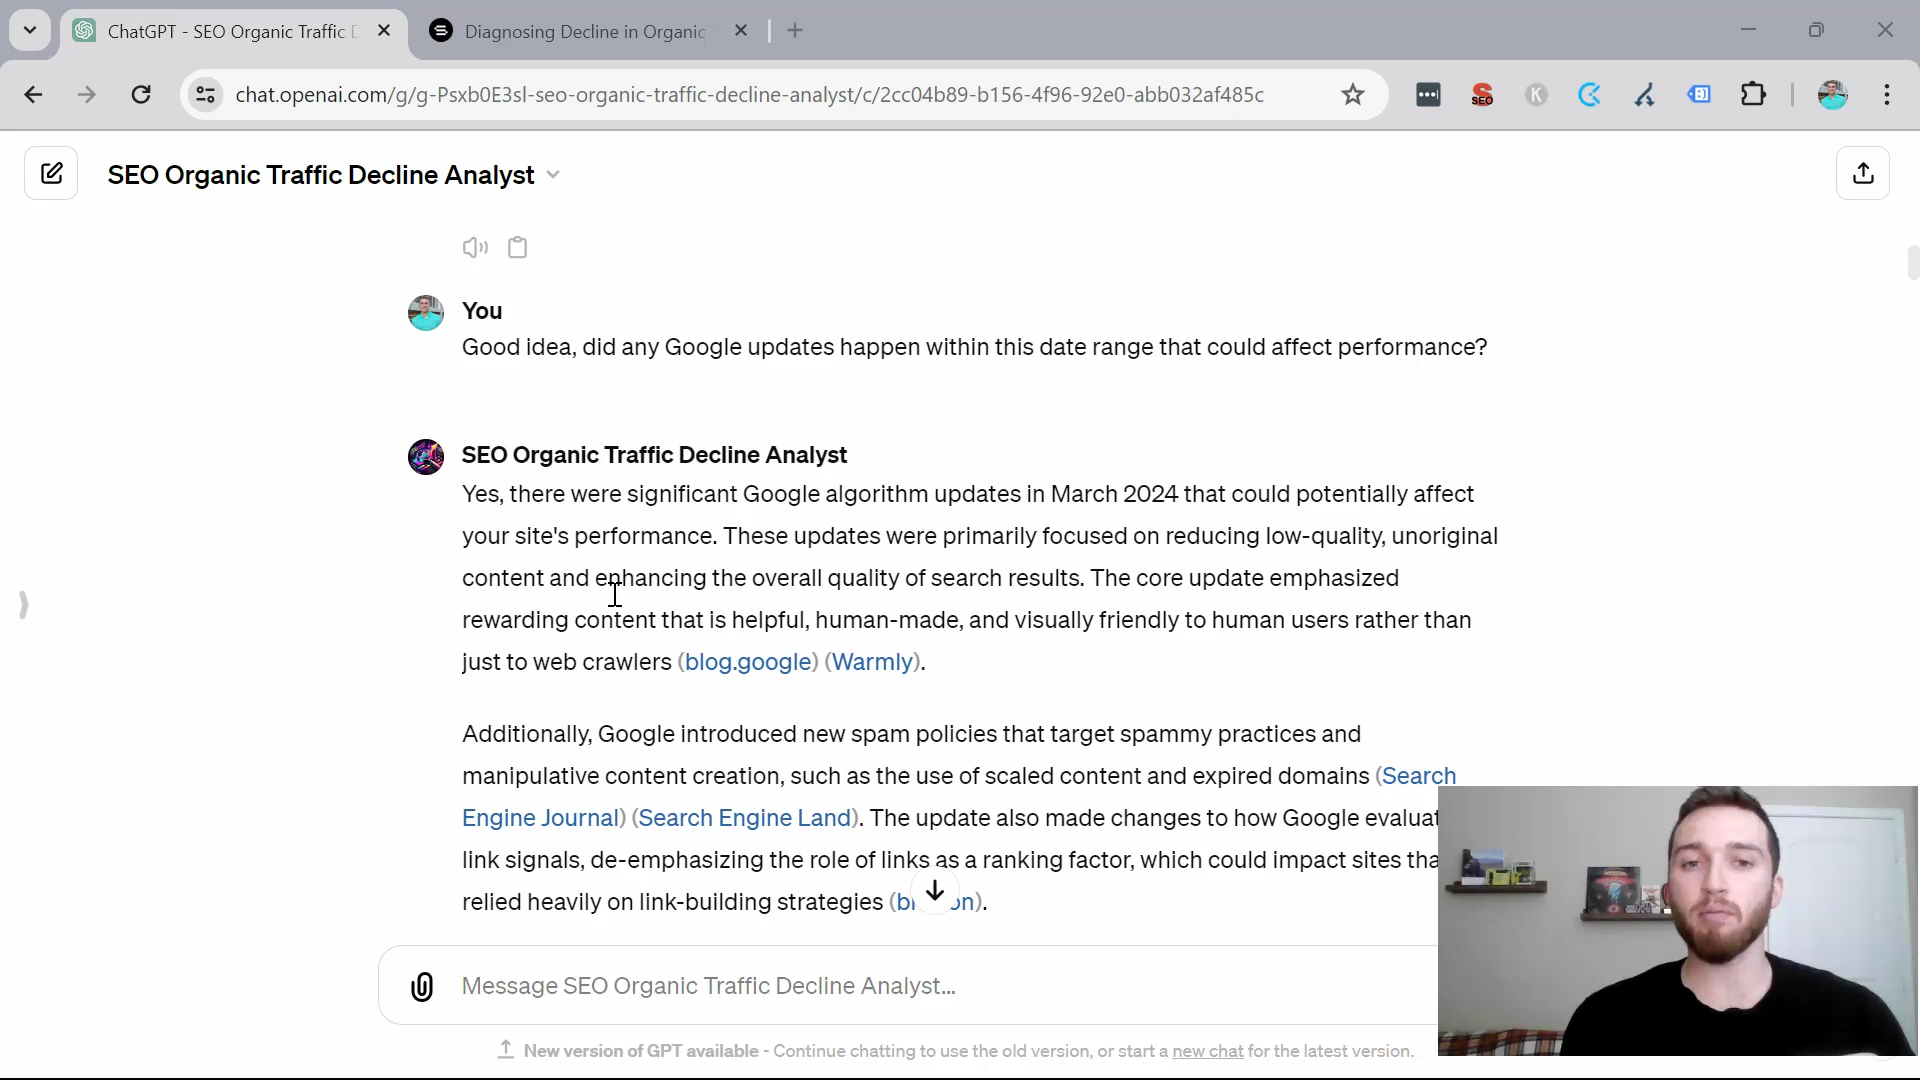 ChatGPT - SEO Organic Traffic
Diagnosing Decline in Organic
chat.openai.com/g/g-Psxb0E3sl-seo-organic-traffic-decline-analyst/c/2cc04b89-b156-4f96-92e0-abb032af485c
SEO
K
SEO Organic Traffic Decline Analyst
You
Good idea, did any Google updates happen within this date range that could affect performance?
SEO Organic Traffic Decline Analyst
Yes, there were significant Google algorithm updates in March 2024 that could potentially affect
your site's performance. These updates were primarily focused on reducing low-quality, unoriginal
content and enhancing the overall quality of search results. The core update emphasized
rewarding content that is helpful, human-made, and visually friendly to human users rather than
just to web crawlers (blog.google) (Warmly).
Additionally, Google introduced new spam policies that target spammy practices and
manipulative content creation, such as the use of scaled content and expired domains (Search
Engine Journal) (Search Engine Land). The update also made changes to how Google evaluat
link signals, de-emphasizing the role of links as a ranking factor, which could impact sites tha
relied heavily on link-building strategies
Message SEO Organic Traffic Decline Analyst...
New version of GPT available - Continue chatting to use the old version, or start a new chat for the latest version.